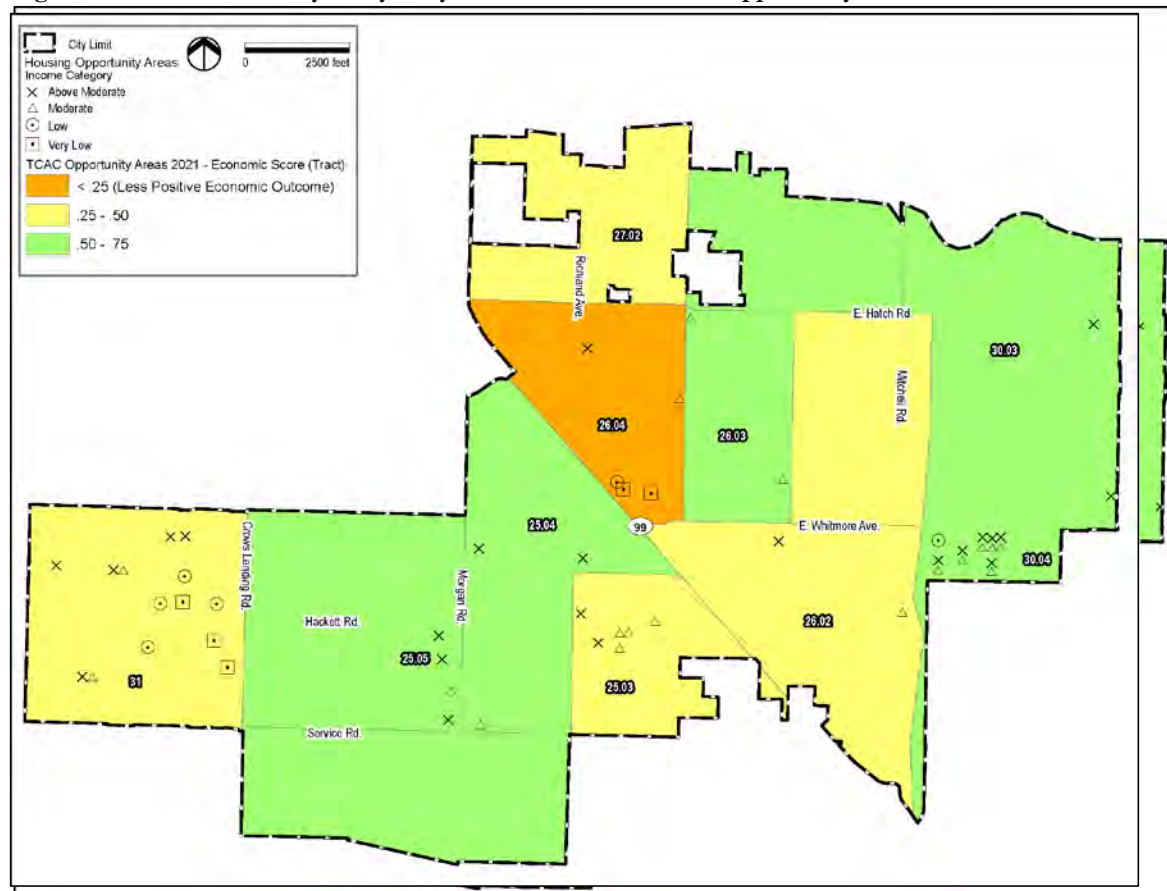 City Limit
0 2500 feet
Housing Opportunity Areas
Income Category
Above Moderate
Moderate
Low
Very Low
TCAC Opportunity Areas 2021 - Economic Score (Tract)
< .25 (Less Positive Economic Outcome)
.25 - .50
.50 - .75
27.02
Richland Ave.
E. Hatch Rd.
30.03
Mitchell Rd.
26.04
26.03
99
E. Whitmore Ave.
25.04
30.04
Crows Landing Rd.
Morgan Rd.
Hackett Rd.
26.02
25.05
31
25.03
Service Rd.